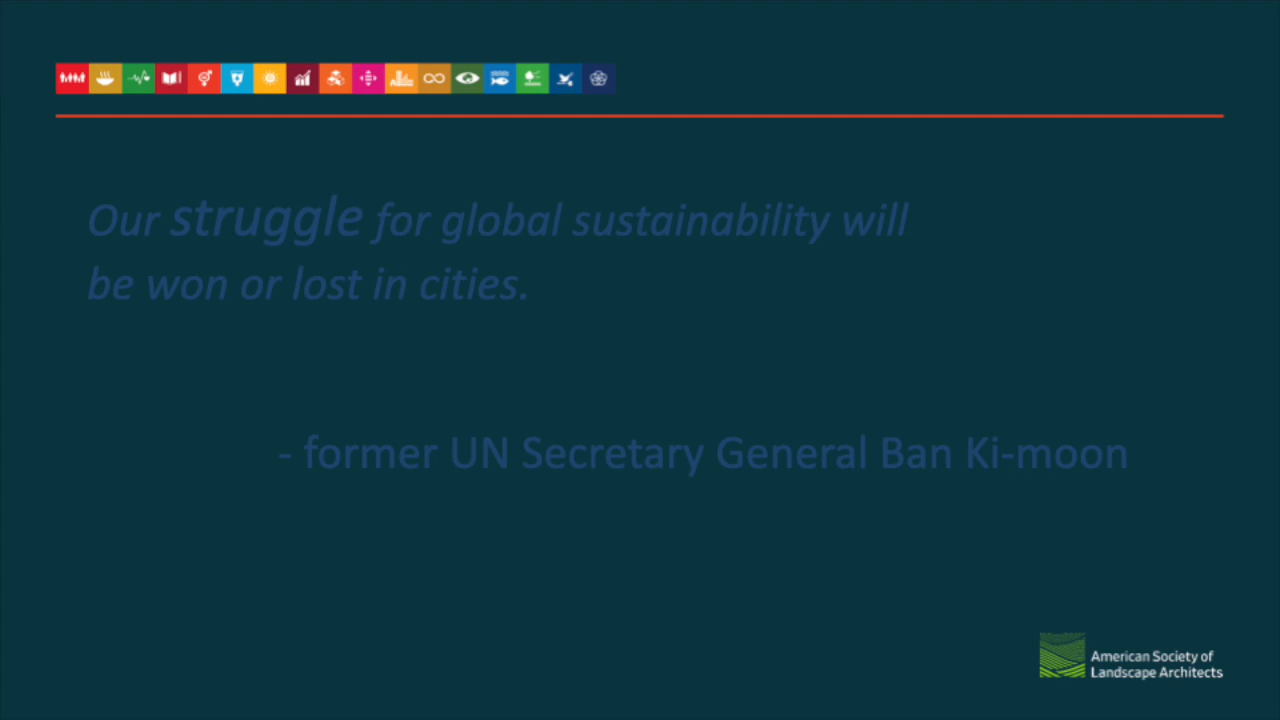 Our struggle for global sustainability will
be won or lost in cities.
- former UN Secretary General Ban Ki-moon
American Society of
Landscape Architects